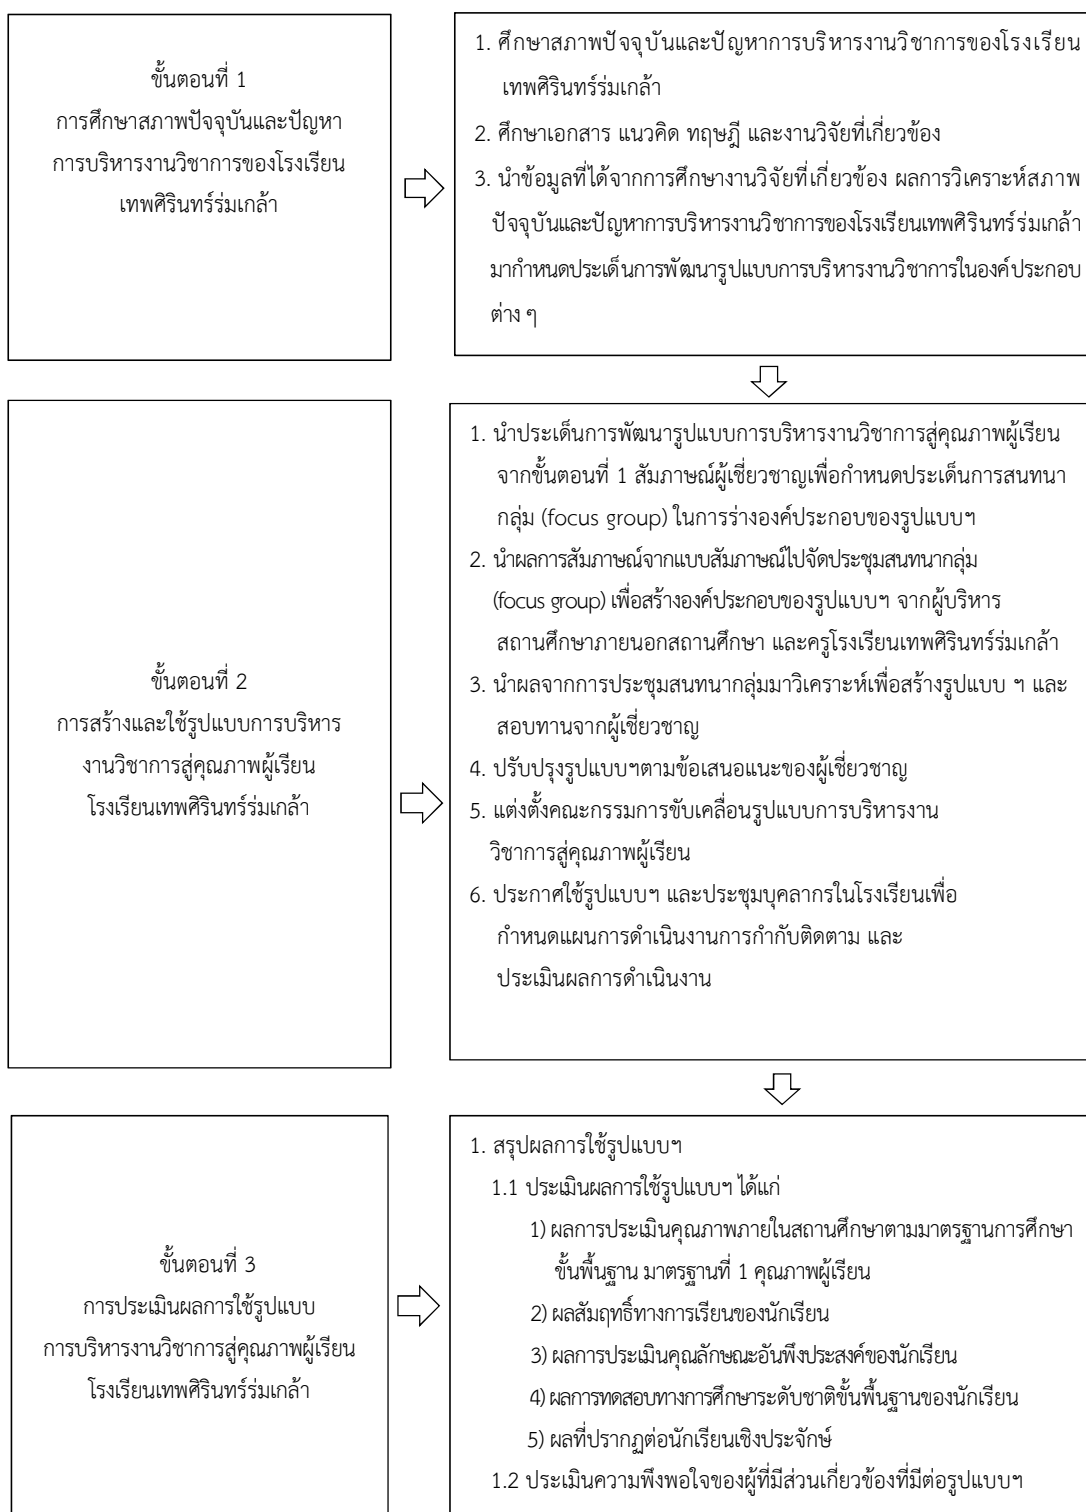 ขั้นตอนที่ 1
การศึกษาสภาพปัจจุบันและปัญหา
การบริหารงานวิชาการของโรงเรียน
เทพศิรินทร์ร่มเกล้า
1. ศึกษาสภาพปัจจุบันและปัญหาการบริหารงานวิชาการของโรงเรียน
เทพศิรินทร์ร่มเกล้า
2. ศึกษาเอกสาร แนวคิด ทฤษฎี และงานวิจัยที่เกี่ยวข้อง
3. นำข้อมูลที่ได้จากการศึกษางานวิจัยที่เกี่ยวข้อง ผลการวิเคราะห์สภาพ
ปัจจุบันและปัญหาการบริหารงานวิชาการของโรงเรียนเทพศิรินทร์ร่มเกล้า
มากำหนดประเด็นการพัฒนารูปแบบการบริหารงานวิชาการในองค์ประกอบ
ต่าง ๆ
ขั้นตอนที่ 2
การสร้างและใช้รูปแบบการบริหาร
งานวิชาการสู่คุณภาพผู้เรียน
โรงเรียนเทพศิรินทร์ร่มเกล้า
1. นำประเด็นการพัฒนารูปแบบการบริหารงานวิชาการสู่คุณภาพผู้เรียน
จากขั้นตอนที่ 1 สัมภาษณ์ผู้เชี่ยวชาญเพื่อกำหนดประเด็นการสนทนา
กลุ่ม (focus group) ในการร่างองค์ประกอบของรูปแบบฯ
2. นำผลการสัมภาษณ์จากแบบสัมภาษณ์ไปจัดประชุมสนทนากลุ่ม
(focus group) เพื่อสร้างองค์ประกอบของรูปแบบฯ จากผู้บริหาร
สถานศึกษาภายนอกสถานศึกษา และครูโรงเรียนเทพศิรินทร์ร่มเกล้า
3. นำผลจากการประชุมสนทนากลุ่มมาวิเคราะห์เพื่อสร้างรูปแบบ ฯ และ
สอบทานจากผู้เชี่ยวชาญ
4. ปรับปรุงรูปแบบฯตามข้อเสนอแนะของผู้เชี่ยวชาญ
5. แต่งตั้งคณะกรรมการขับเคลื่อนรูปแบบการบริหารงาน
วิชาการสู่คุณภาพผู้เรียน
6. ประกาศใช้รูปแบบฯ และประชุมบุคลากรในโรงเรียนเพื่อ
กำหนดแผนการดำเนินงานการกำกับติดตาม และ
ประเมินผลการดำเนินงาน
ขั้นตอนที่ 3
การประเมินผลการใช้รูปแบบ
การบริหารงานวิชาการสู่คุณภาพผู้เรียน
โรงเรียนเทพศิรินทร์ร่มเกล้า
1. สรุปผลการใช้รูปแบบฯ
1.1 ประเมินผลการใช้รูปแบบฯ ได้แก่
1) ผลการประเมินคุณภาพภายในสถานศึกษาตามมาตรฐานการศึกษา
ขั้นพื้นฐาน มาตรฐานที่ 1 คุณภาพผู้เรียน
2) ผลสัมฤทธิ์ทางการเรียนของนักเรียน
3) ผลการประเมินคุณลักษณะอันพึงประสงค์ของนักเรียน
4) ผลการทดสอบทางการศึกษาระดับชาติขั้นพื้นฐานของนักเรียน
5) ผลที่ปรากฏต่อนักเรียนเชิงประจักษ์
1.2 ประเมินความพึงพอใจของผู้ที่มีส่วนเกี่ยวข้องที่มีต่อรูปแบบฯ